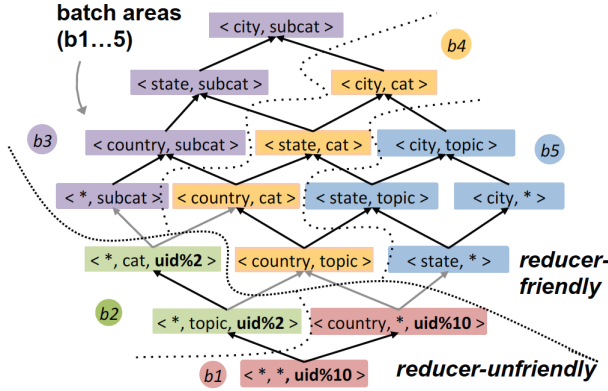 batch areas
(b1...5)
< city, subcat >
b4
< state, subcat >
< city, cat >
b3
< country, subcat >
< state, cat >
< city, topic >
b5
< *, subcat >
< country, cat >
< state, topic >
< city, * >
< *, cat, uid%2 >
< country, topic >
< state, * >
reducer-
friendly
b2
< *, topic, uid%2 >
< country, *, uid%10 >
b1
< *, *, uid%10 >
reducer-unfriendly